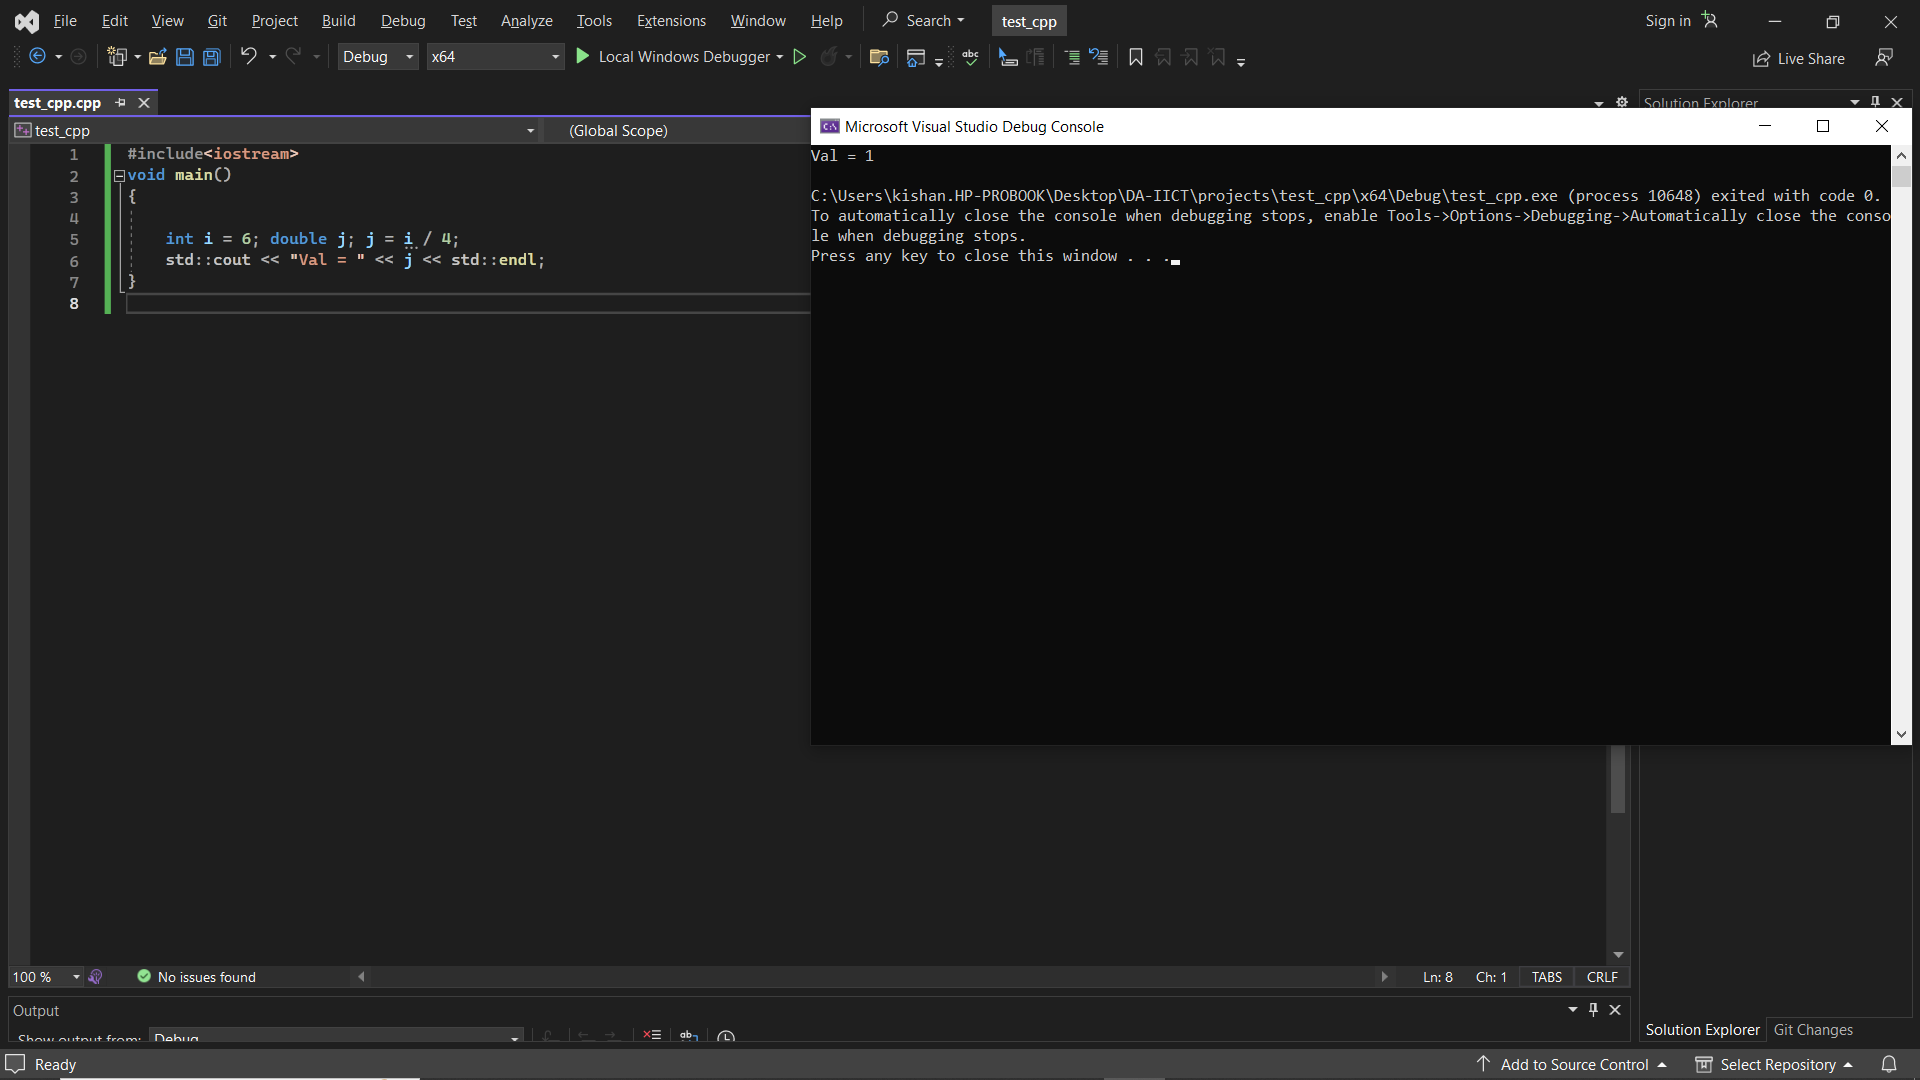 File Edit View Git Project Build Debug Test Analyze Tools Extensions Window Help Search test_cpp Sign in
Debug x64 Local Windows Debugger Live Share
test_cpp.cpp
Solution Explorer
test_cpp (Global Scope)
1 #include<iostream>
2 void main()
3 {
4
5 int i = 6; double j; j = i / 4;
6 std::cout << "Val = " << j << std::endl;
7 }
8
Microsoft Visual Studio Debug Console
Val = 1
C:\Users\kishan.HP-PROBOOK\Desktop\DA-IICT\projects\test_cpp\x64\Debug\test_cpp.exe (process 10648) exited with code 0.
To automatically close the console when debugging stops, enable Tools->Options->Debugging->Automatically close the conso
le when debugging stops.
Press any key to close this window . . .
100 % No issues found Ln: 8 Ch: 1 TABS CRLF
Output
Show output from: Debug
Solution Explorer Git Changes
Ready Add to Source Control Select Repository